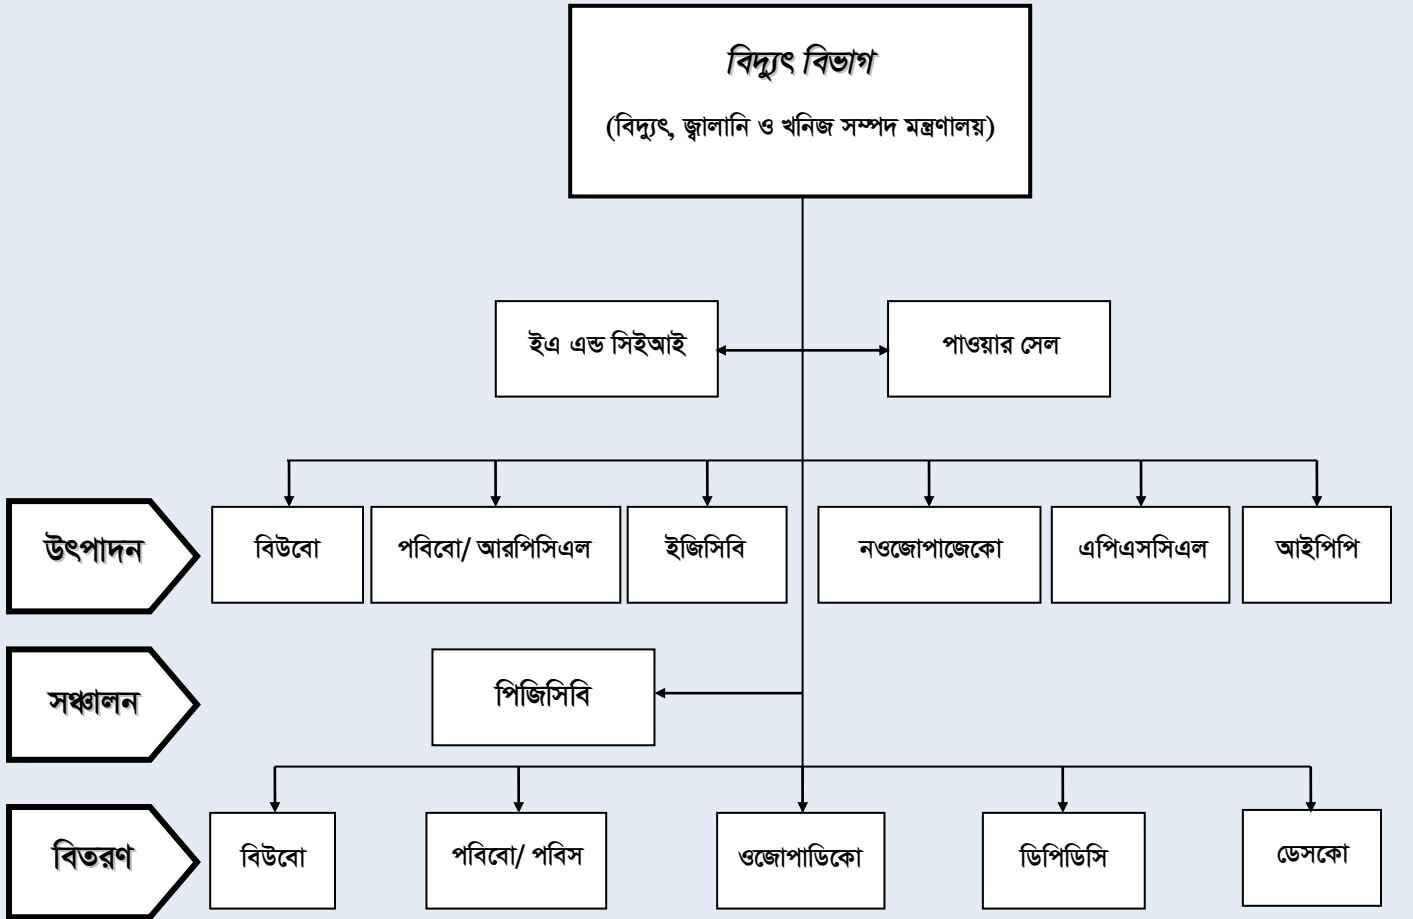 বিদ্যুৎ বিভাগ
(বিদ্যুৎ, জ্বালানি ও খনিজ সম্পদ মন্ত্রণালয়)
ইএ এন্ড সিইআই
পাওয়ার সেল
উৎপাদন
বিউবো
পবিবো/ আরপিসিএল
ইজিসিবি
নওজোপাজেকো
এপিএসসিএল
আইপিপি
সঞ্চালন
পিজিসিবি
বিতরণ
বিউবো
পবিবো/ পবিস
ওজোপাডিকো
ডিপিডিসি
ডেসকো